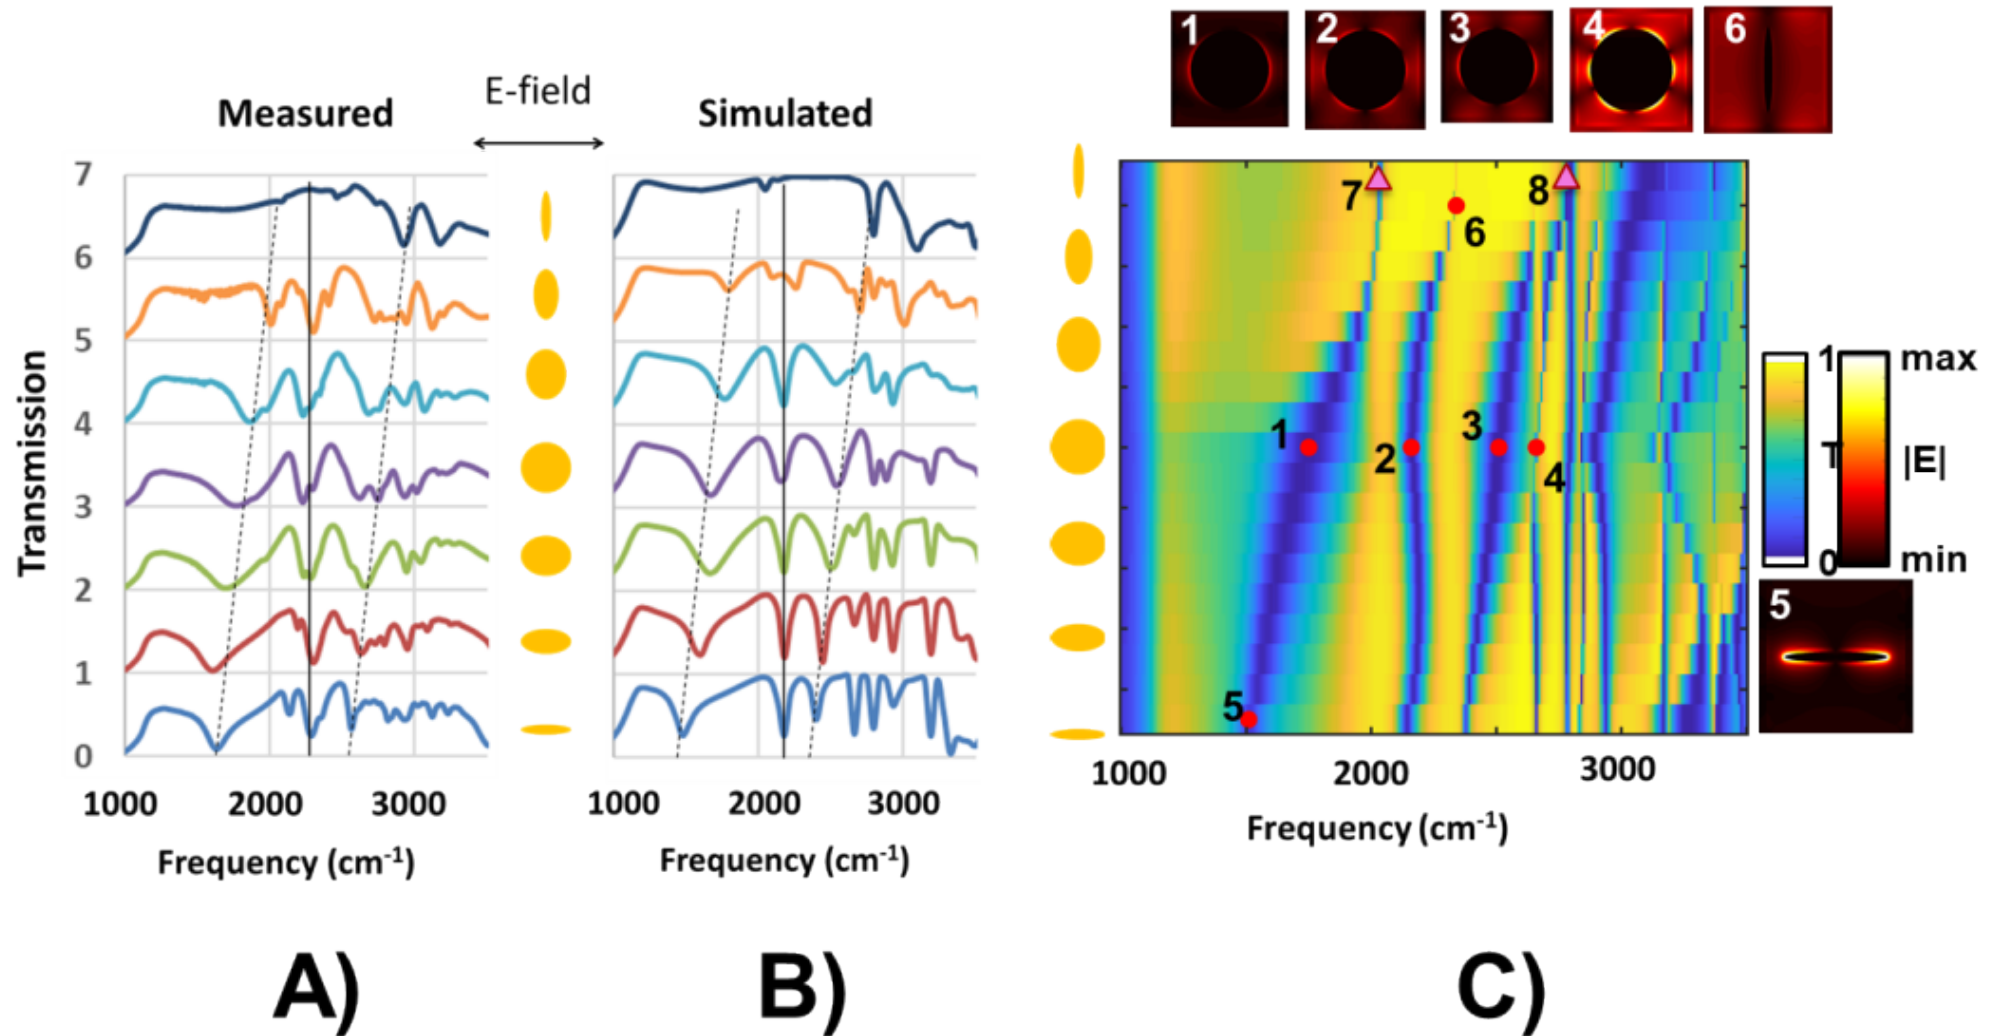 Measured
E-field
Simulated
Transmission
7
6
5
4
3
2
1
0
1000 2000 3000
Frequency (cm-1)
1000 2000 3000
Frequency (cm-1)
1 2 3 4 6
7 8
6
1 2 3 4
5
1000 2000 3000
Frequency (cm-1)
1 max
T |E|
0 min
5
A) B) C)